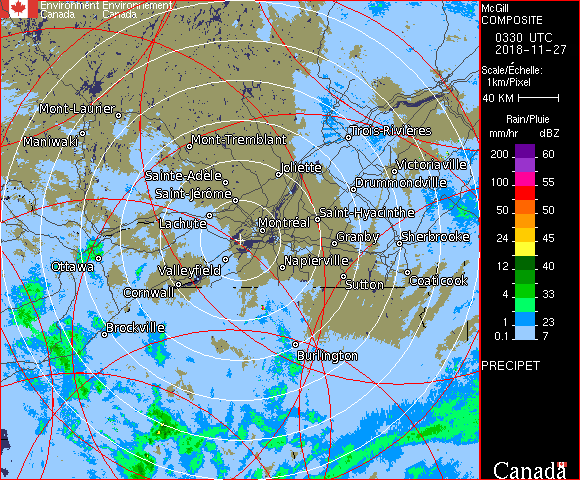 Environment Environnement
Canada Canada
McGill
COMPOSITE
0330 UTC
2018-11-27
Scale/Échelle:
1km/Pixel
40 KM
Rain/Pluie
mm/hr dBZ
200 60
100 55
50 50
24 45
12 40
4 33
1 23
0.1 7
PRECIPET
Canada
Mont-Laurier
Maniwaki
Mont-Tremblant
Trois-Rivières
Sainte-Adèle
Joliette
Victoriaville
Drummondville
Saint-Jérôme
Lachute
Saint-Hyacinthe
Montréal
Granby
Sherbrooke
Ottawa
Valleyfield
Napierville
Cornwall
Sutton
Coaticook
Brockville
Burlington